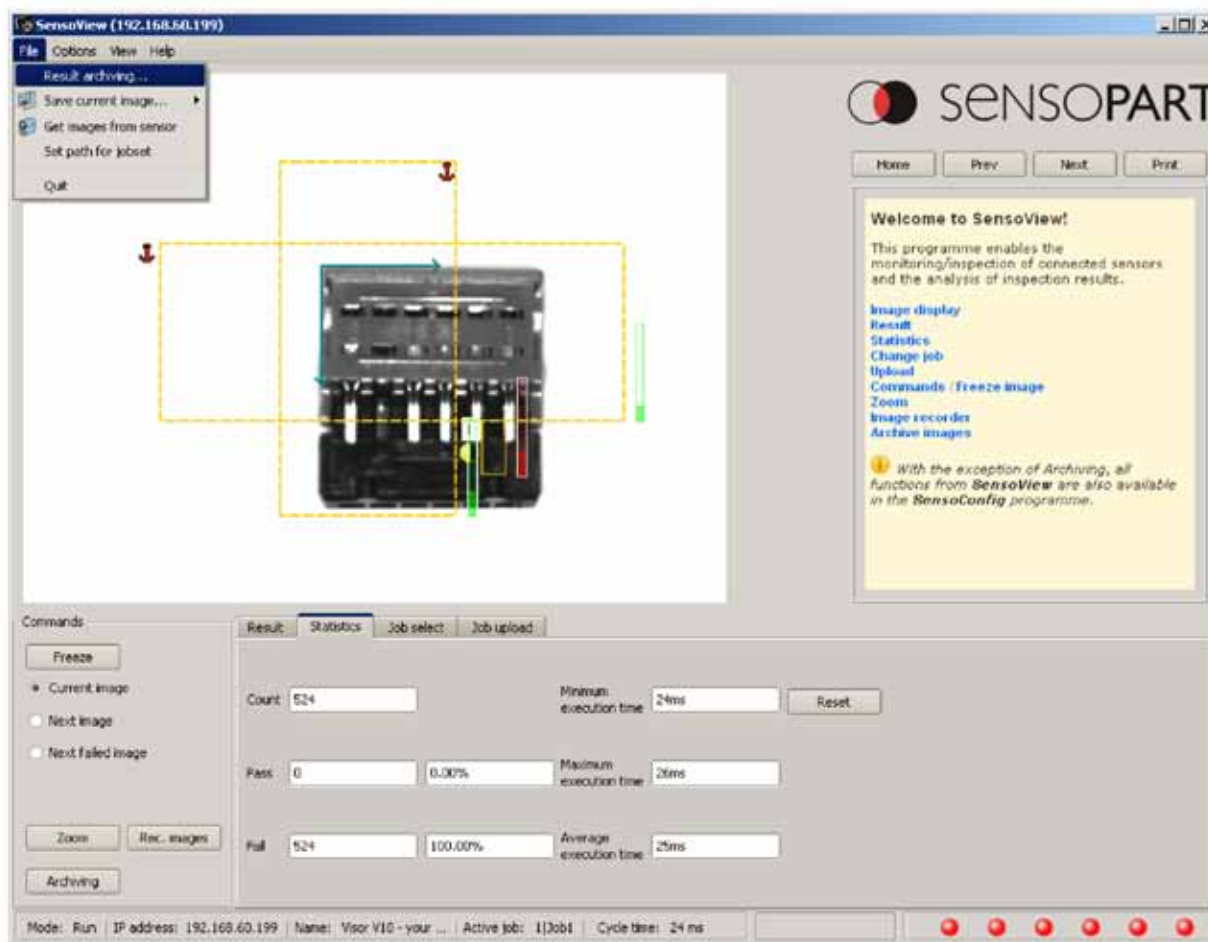 SensoView (192.168.60.199)
File Options View Help
Result archiving...
Save current image...
Get images from sensor
Set path for jobset
Quit
SENSOPART
Home Prev Next Print
Welcome to SensoView!
This programme enables the
monitoring/inspection of connected sensors
and the analysis of inspection results.
Image display
Result
Statistics
Change job
Upload
Commands / Freeze image
Zoom
Image recorder
Archive images
With the exception of Archiving, all
functions from SensoView are also available
in the SensoConfig programme.
Commands
Freeze
Current image
Next image
Next failed image
Zoom Rec. images
Archiving
Result Statistics Job select Job upload
Count 524 Minimum
execution time 24ms Reset
Pass 0 0.00% Maximum
execution time 26ms
Fail 524 100.00% Average
execution time 25ms
Mode: Run IP address: 192.168.60.199 Name: Visor V10 - your ... Active job: 1|Job1 Cycle time: 24 ms